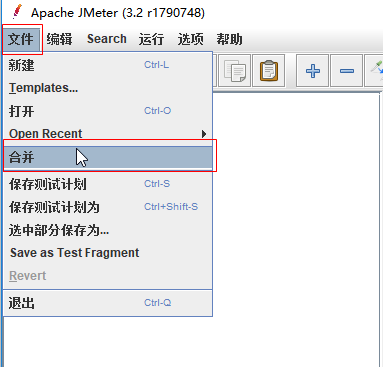 Apache JMeter (3.2 r1790748)
文件 编辑 Search 运行 选项 帮助
新建 Ctrl-L
Templates...
打开 Ctrl-O
Open Recent
合并
保存测试计划 Ctrl-S
保存测试计划为 Ctrl+Shift-S
选中部分保存为...
Save as Test Fragment
Revert
退出 Ctrl-Q